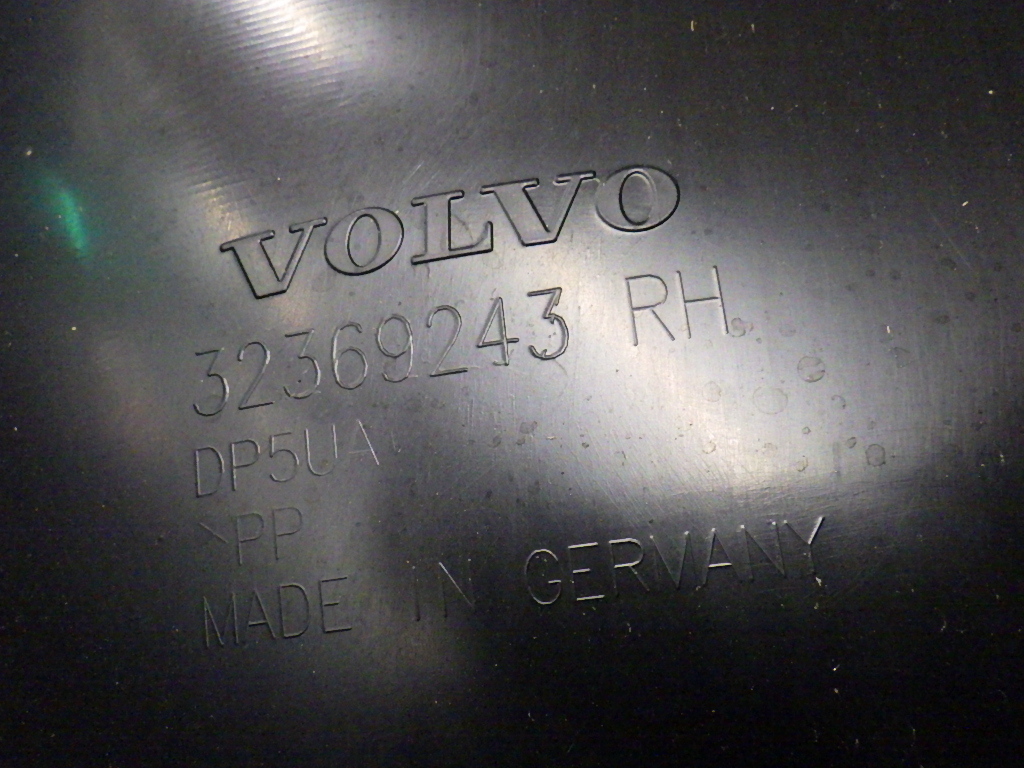 VOLVO
32369243 RH
DP5UA
>PP
MADE IN GERMANY